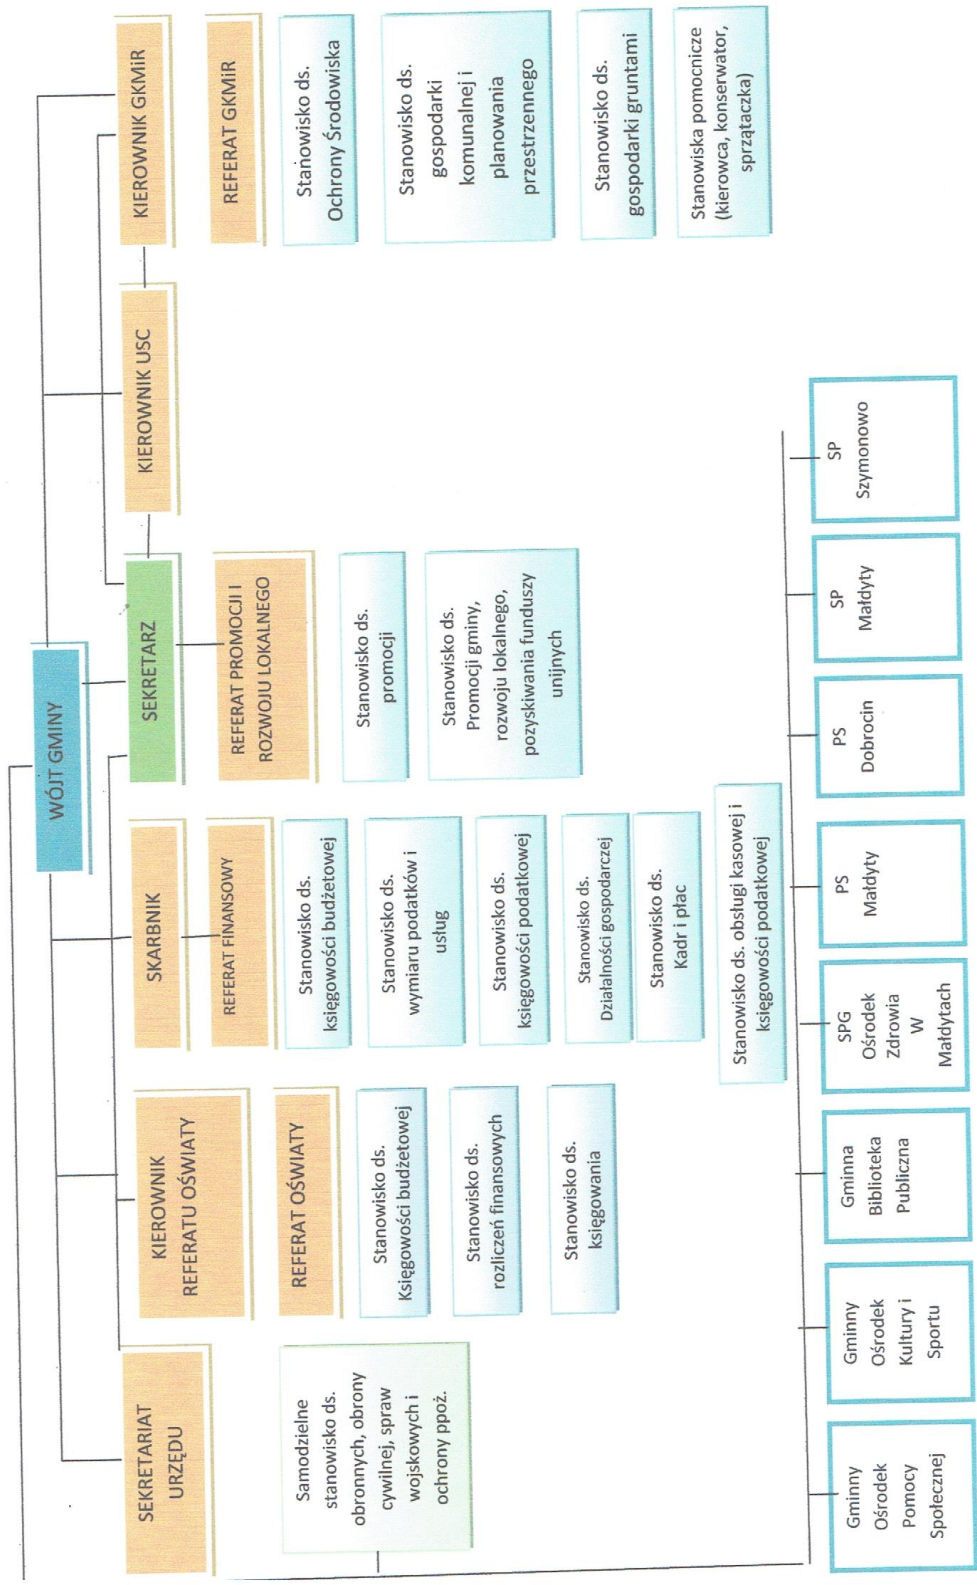 WÓJT GMINY
SEKRETARIAT
URZĘDU
KIEROWNIK
REFERATU OŚWIATY
SKARBNIK
SEKRETARZ
KIEROWNIK USC
KIEROWNIK GKMiR
Samodzielne
stanowisko ds.
obronnych, obrony
cywilnej, spraw
wojskowych i
ochrony ppoż.
REFERAT OŚWIATY
Stanowisko ds.
Księgowości budżetowej
Stanowisko ds.
rozliczeń finansowych
Stanowisko ds.
księgowania
REFERAT FINANSOWY
Stanowisko ds.
księgowości budżetowej
Stanowisko ds.
wymiaru podatków i
usług
Stanowisko ds.
księgowości podatkowej
Stanowisko ds.
Działalności gospodarczej
Stanowisko ds.
Kadr i płac
Stanowisko ds. obsługi kasowej i
księgowości podatkowej
REFERAT PROMOCJI I
ROZWOJU LOKALNEGO
Stanowisko ds.
promocji
Stanowisko ds.
Promocji gminy,
rozwoju lokalnego,
pozyskiwania funduszy
unijnych
REFERAT GKMiR
Stanowisko ds.
Ochrony Środowiska
Stanowisko ds.
gospodarki
komunalnej i
planowania
przestrzennego
Stanowisko ds.
gospodarki gruntami
Stanowiska pomocnicze
(kierowca, konserwator,
sprzątaczka)
Gminny
Ośrodek
Pomocy
Społecznej
Gminny
Ośrodek
Kultury i
Sportu
Gminna
Biblioteka
Publiczna
SPG
Ośrodek
Zdrowia
W
Małdytach
PS
Małdyty
PS
Dobrocin
SP
Małdyty
SP
Szymonowo